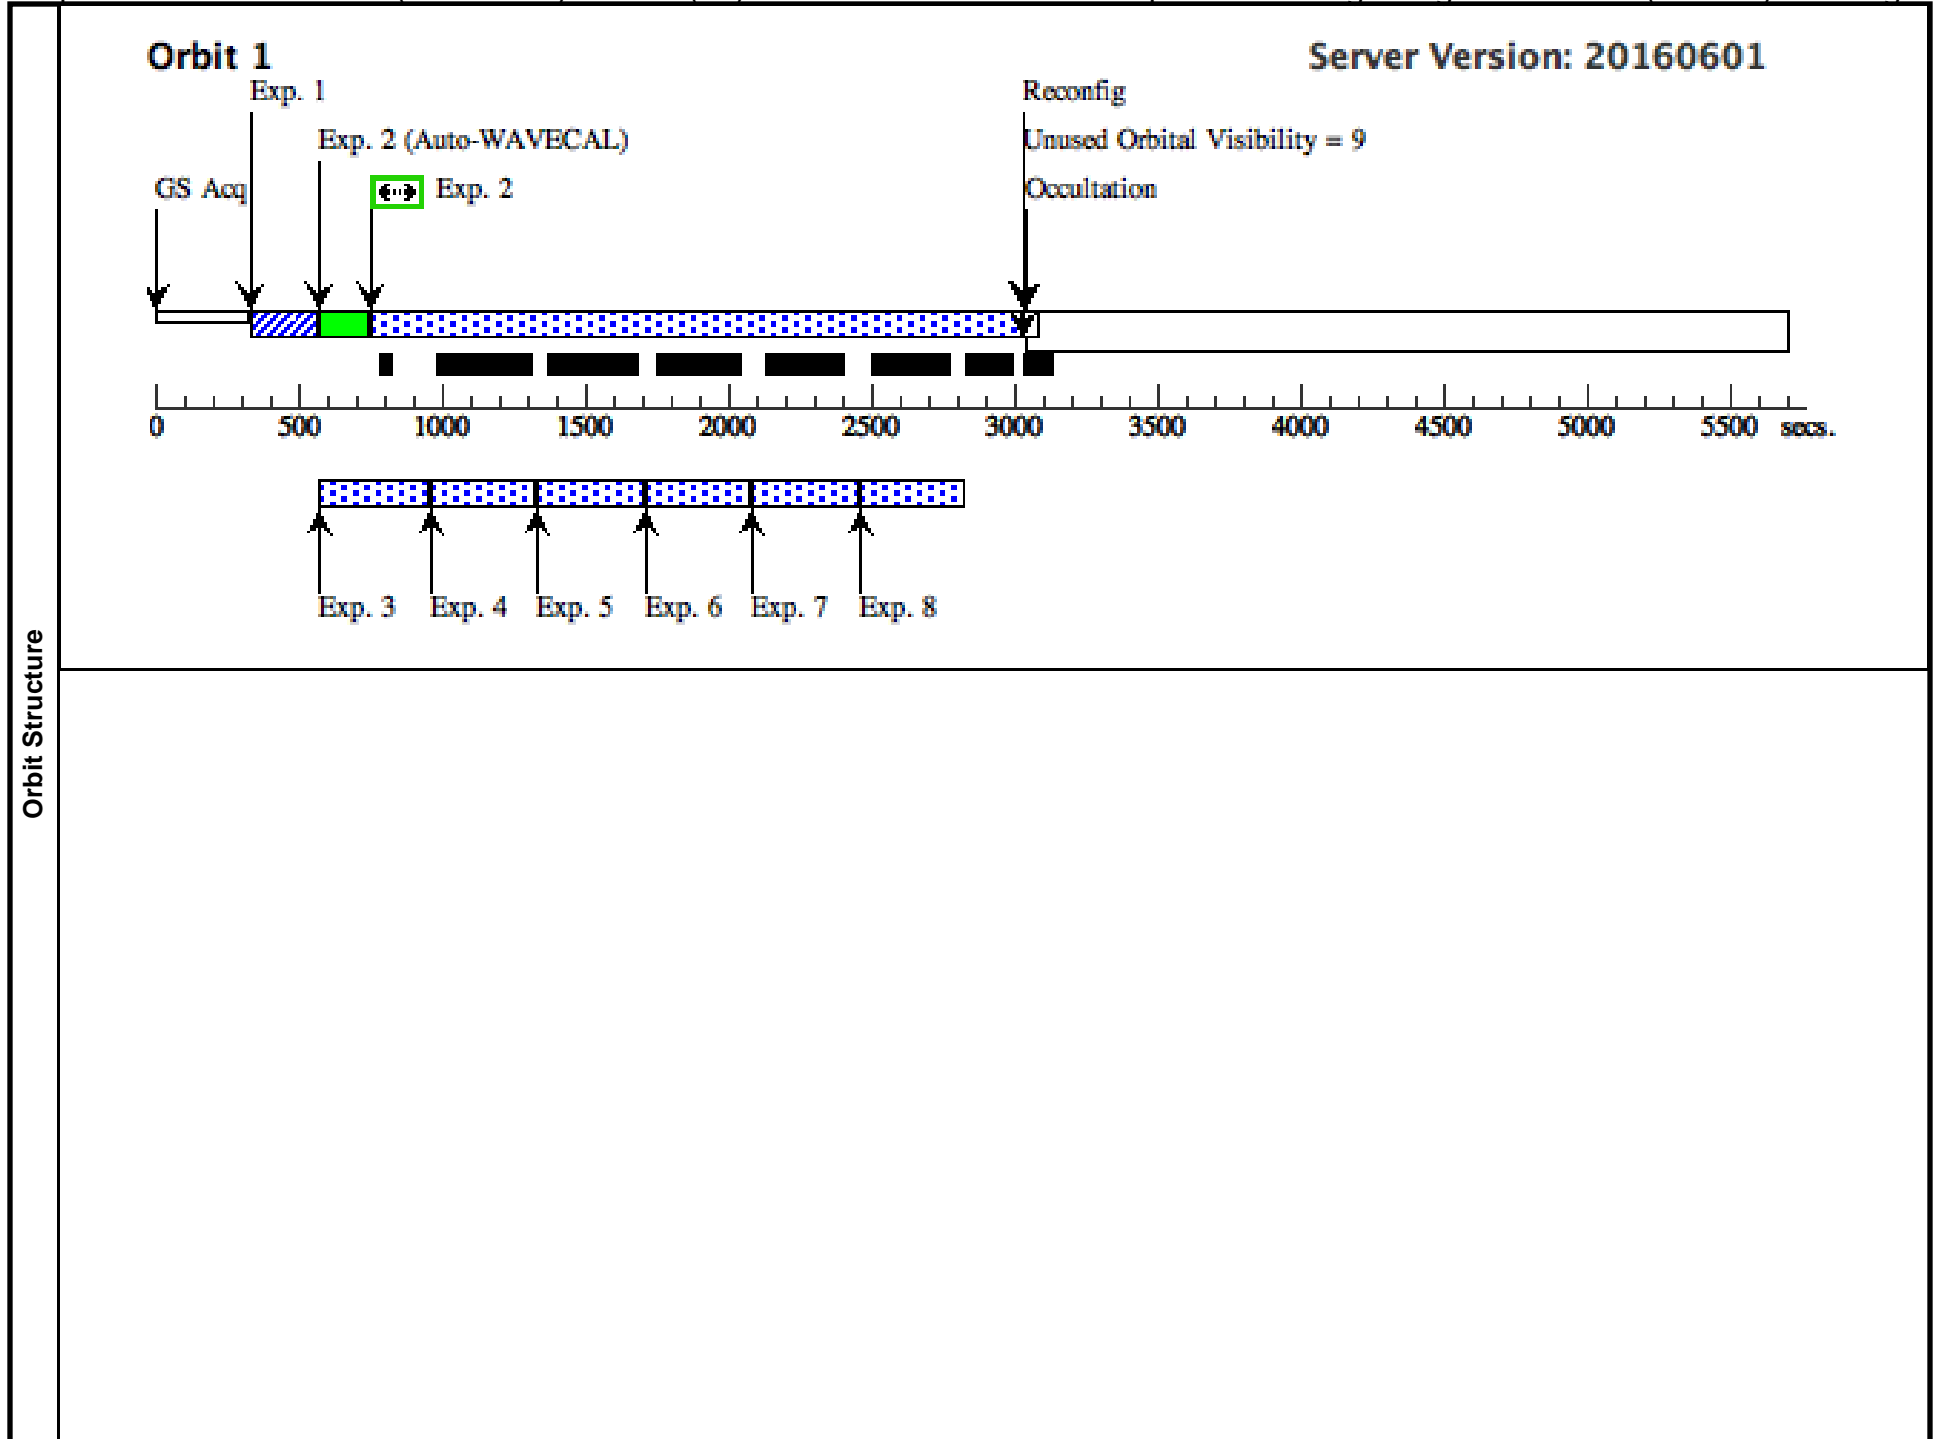 Orbit 1
Server Version: 20160601
Exp. 1
Reconfig
Exp. 2 (Auto-WAVECAL)
Unused Orbital Visibility = 9
GS Acq
Exp. 2
Occultation
0 500 1000 1500 2000 2500 3000 3500 4000 4500 5000 5500 secs.
Exp. 3 Exp. 4 Exp. 5 Exp. 6 Exp. 7 Exp. 8
Orbit Structure